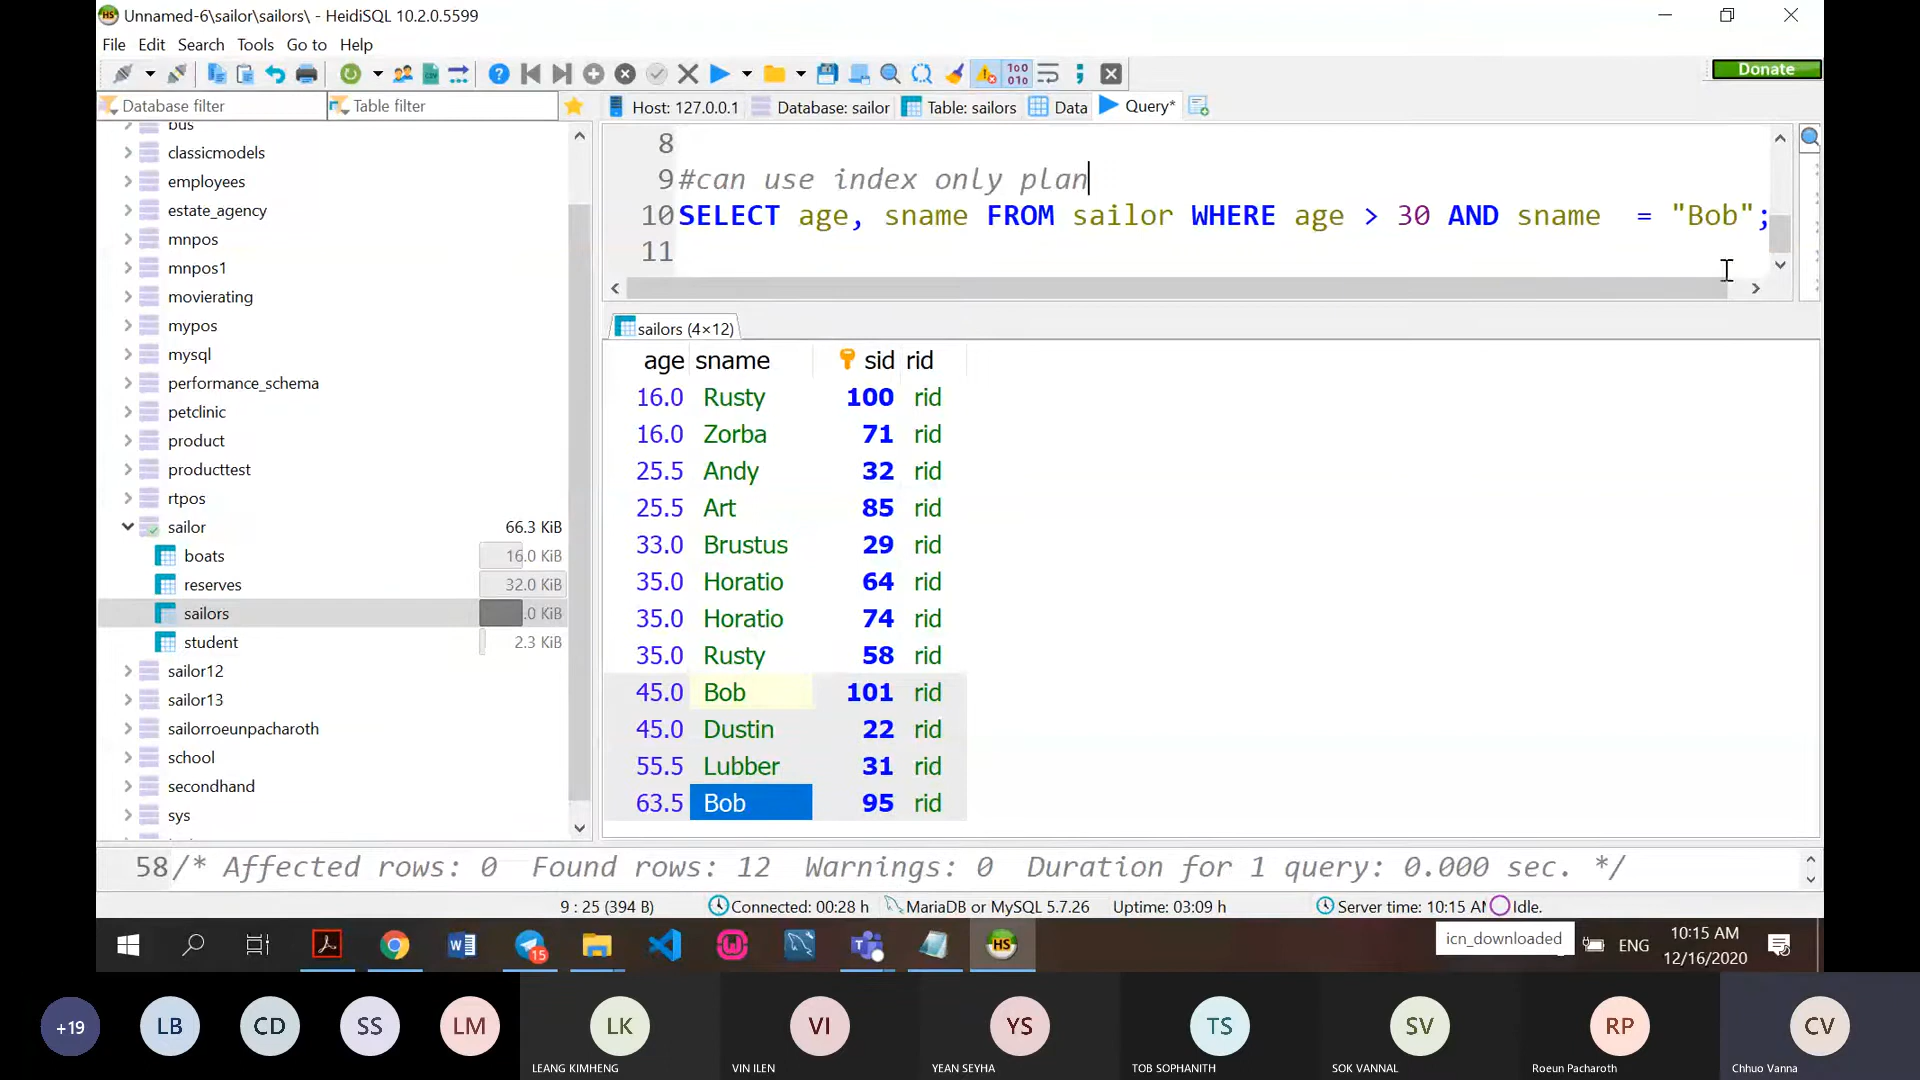 Unnamed-6\sailor\sailors\ - HeidiSQL 10.2.0.5599
File Edit Search Tools Go to Help
Donate
Database filter
Table filter
Host: 127.0.0.1
Database: sailor
Table: sailors
Data
Query*
bus
classicmodels
employees
estate_agency
mnpos
mnpos1
movierating
mypos
mysql
performance_schema
petclinic
product
producttest
rtpos
sailor 66.3 KiB
boats 16.0 KiB
reserves 32.0 KiB
sailors .0 KiB
student 2.3 KiB
sailor12
sailor13
sailorroeunpacharoth
school
secondhand
sys
8
9 #can use index only plan
10 SELECT age, sname FROM sailor WHERE age > 30 AND sname = "Bob";
11
sailors (4×12)
age sname sid rid
16.0 Rusty 100 rid
16.0 Zorba 71 rid
25.5 Andy 32 rid
25.5 Art 85 rid
33.0 Brustus 29 rid
35.0 Horatio 64 rid
35.0 Horatio 74 rid
35.0 Rusty 58 rid
45.0 Bob 101 rid
45.0 Dustin 22 rid
55.5 Lubber 31 rid
63.5 Bob 95 rid
58 /* Affected rows: 0 Found rows: 12 Warnings: 0 Duration for 1 query: 0.000 sec. */
9 : 25 (394 B)
Connected: 00:28 h
MariaDB or MySQL 5.7.26
Uptime: 03:09 h
Server time: 10:15 AM
Idle.
icn_downloaded
ENG
10:15 AM
12/16/2020
15
+19
LB
CD
SS
LM
LK
VI
YS
TS
SV
RP
CV
LEANG KIMHENG
VIN ILEN
YEAN SEYHA
TOB SOPHANITH
SOK VANNAL
Roeun Pacharoth
Chhuo Vanna